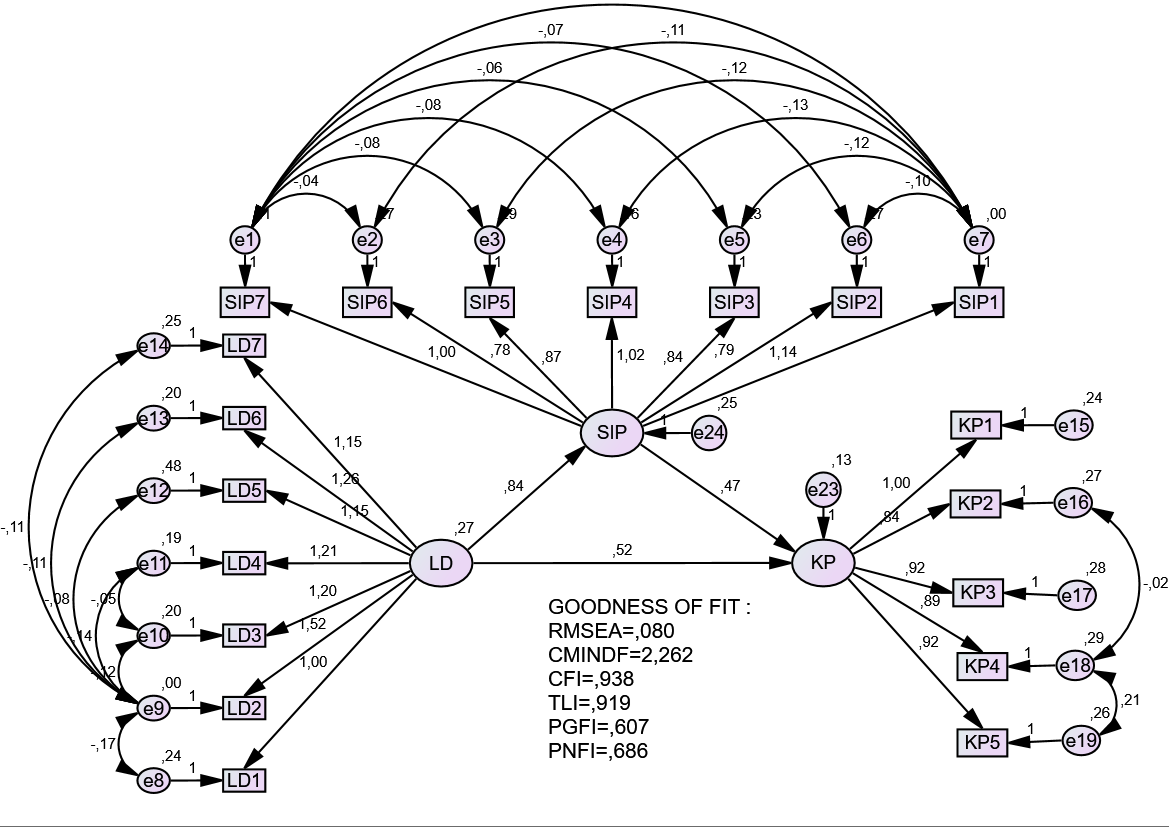 -,07 -,11
-,06 -,12
-,08 -,13
-,08 -,12
-,04 -,10
,00
e1 e2 e3 e4 e5 e6 e7
1 1 1 1 1 1 1
SIP7 SIP6 SIP5 SIP4 SIP3 SIP2 SIP1
1,00 ,78 ,87 1,02 ,84 ,79 1,14
SIP 1 e24 ,25
,25
e14 1 LD7
,20
e13 1 LD6
,48
e12 1 LD5
,19
e11 1 LD4
,20
e10 1 LD3
,00
e9 1 LD2
,24
e8 1 LD1
-,11
-,11
-,08
-,05
-,14
-,12
-,17
1,15
1,26
1,15
1,21
1,20
1,52
1,00
LD ,27
,84
,47
,52
,13
e23
1
KP
1,00
,84
,92
,89
,92
KP1 1 e15 ,24
KP2 1 e16 ,27
KP3 1 e17 ,28
KP4 1 e18 ,29
KP5 1 e19 ,26
-,02
,21
GOODNESS OF FIT :
RMSEA=,080
CMINDF=2,262
CFI=,938
TLI=,919
PGFI=,607
PNFI=,686